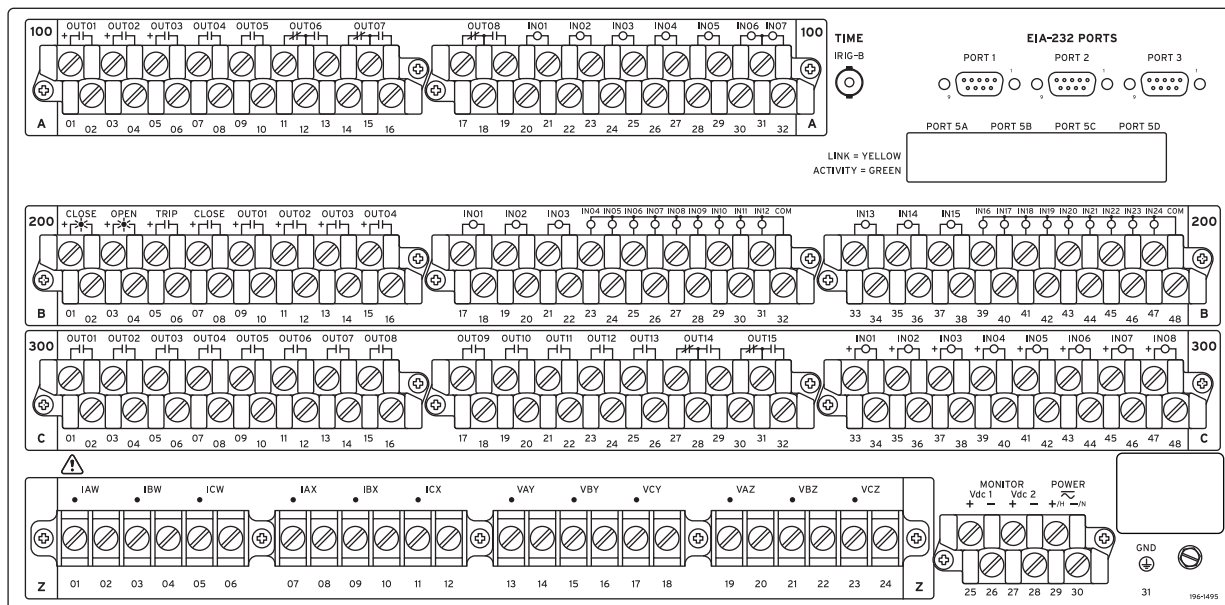 100 OUT01 OUT02 OUT03 OUT04 OUT05 OUT06 OUT07 OUT08 IN01 IN02 IN03 IN04 IN05 IN06 IN07 100
+ + +
A 01 02 03 04 05 06 07 08 09 10 11 12 13 14 15 16 17 18 19 20 21 22 23 24 25 26 27 28 29 30 31 32 A
TIME
IRIG-B
EIA-232 PORTS
PORT 1 PORT 2 PORT 3
1 1 1
9 9 9
PORT 5A PORT 5B PORT 5C PORT 5D
LINK = YELLOW
ACTIVITY = GREEN
200 CLOSE OPEN TRIP CLOSE OUT01 OUT02 OUT03 OUT04 IN01 IN02 IN03 IN04 IN05 IN06 IN07 IN08 IN09 IN10 IN11 IN12 COM IN13 IN14 IN15 IN16 IN17 IN18 IN19 IN20 IN21 IN22 IN23 IN24 COM 200
+ + + + + + + +
B 01 02 03 04 05 06 07 08 09 10 11 12 13 14 15 16 17 18 19 20 21 22 23 24 25 26 27 28 29 30 31 32 33 34 35 36 37 38 39 40 41 42 43 44 45 46 47 48 B
300 OUT01 OUT02 OUT03 OUT04 OUT05 OUT06 OUT07 OUT08 OUT09 OUT10 OUT11 OUT12 OUT13 OUT14 OUT15 IN01 IN02 IN03 IN04 IN05 IN06 IN07 IN08 300
+ + + + + + + +
C 01 02 03 04 05 06 07 08 09 10 11 12 13 14 15 16 17 18 19 20 21 22 23 24 25 26 27 28 29 30 31 32 33 34 35 36 37 38 39 40 41 42 43 44 45 46 47 48 C
IAW IBW ICW IAX IBX ICX VAY VBY VCY VAZ VBZ VCZ
Z 01 02 03 04 05 06 07 08 09 10 11 12 13 14 15 16 17 18 19 20 21 22 23 24 Z
MONITOR POWER
Vdc 1 Vdc 2
+ − + − +/H −/N
25 26 27 28 29 30
GND
31
196-1495